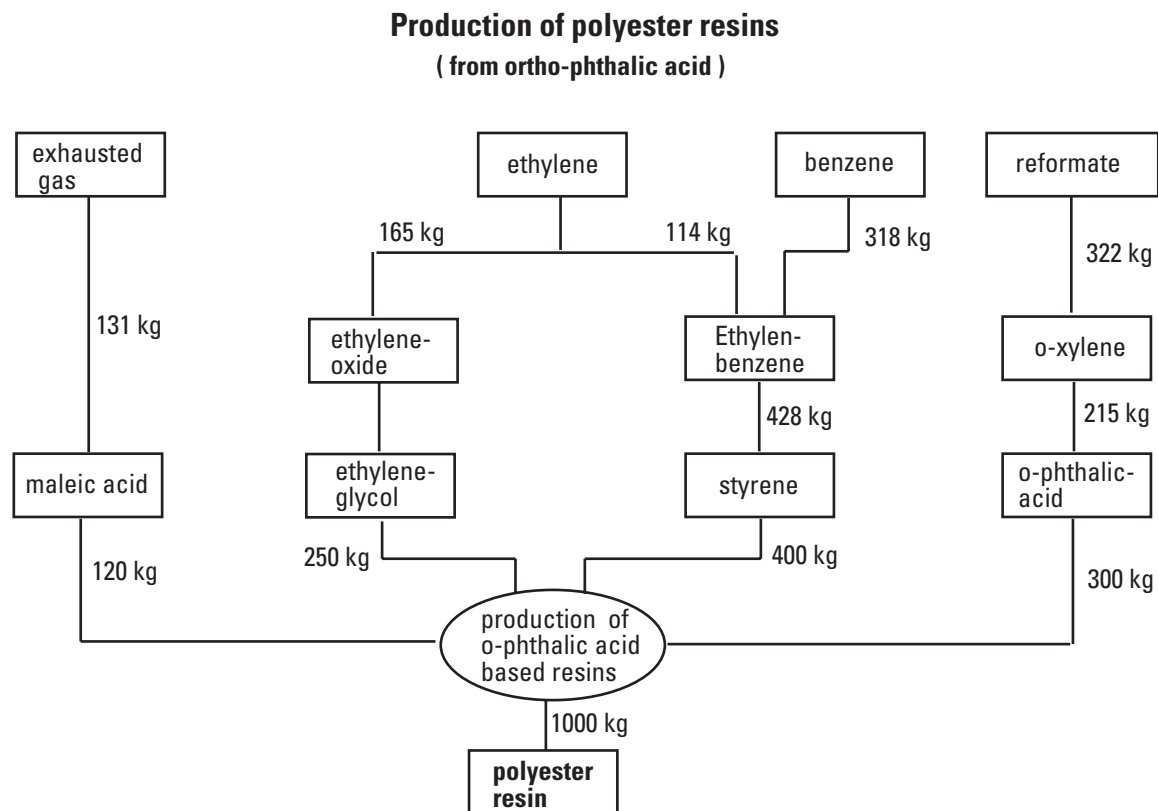 Production of polyester resins
( from ortho-phthalic acid )
exhausted
gas
ethylene
benzene
reformate
165 kg
114 kg
318 kg
322 kg
131 kg
ethylene-
oxide
Ethylen-
benzene
o-xylene
428 kg
215 kg
maleic acid
ethylene-
glycol
styrene
o-phthalic-
acid
120 kg
250 kg
400 kg
300 kg
production of
o-phthalic acid
based resins
1000 kg
polyester
resin